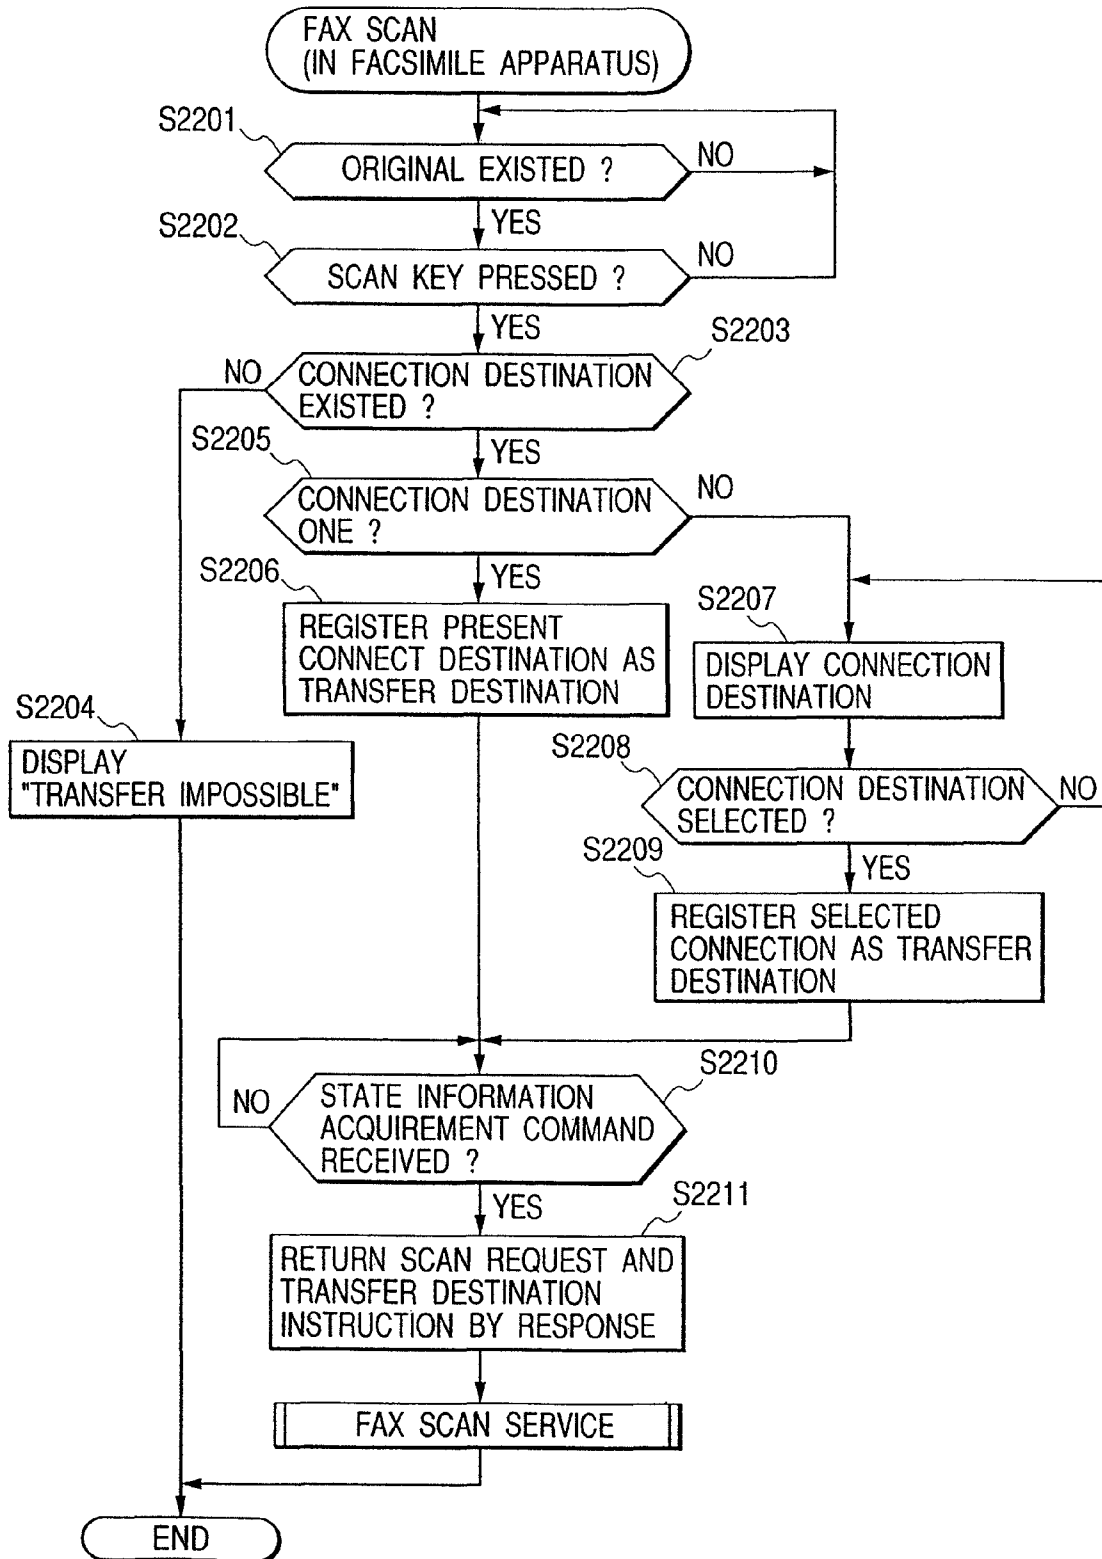 FAX SCAN
(IN FACSIMILE APPARATUS)
S2201
ORIGINAL EXISTED ?
NO
YES
S2202
SCAN KEY PRESSED ?
NO
YES
S2203
NO
CONNECTION DESTINATION
EXISTED ?
YES
S2205
CONNECTION DESTINATION
ONE ?
NO
YES
S2206
REGISTER PRESENT
CONNECT DESTINATION AS
TRANSFER DESTINATION
S2207
DISPLAY CONNECTION
DESTINATION
S2204
DISPLAY
"TRANSFER IMPOSSIBLE"
S2208
CONNECTION DESTINATION
SELECTED ?
NO
YES
S2209
REGISTER SELECTED
CONNECTION AS TRANSFER
DESTINATION
S2210
NO
STATE INFORMATION
ACQUIREMENT COMMAND
RECEIVED ?
YES
S2211
RETURN SCAN REQUEST AND
TRANSFER DESTINATION
INSTRUCTION BY RESPONSE
FAX SCAN SERVICE
END